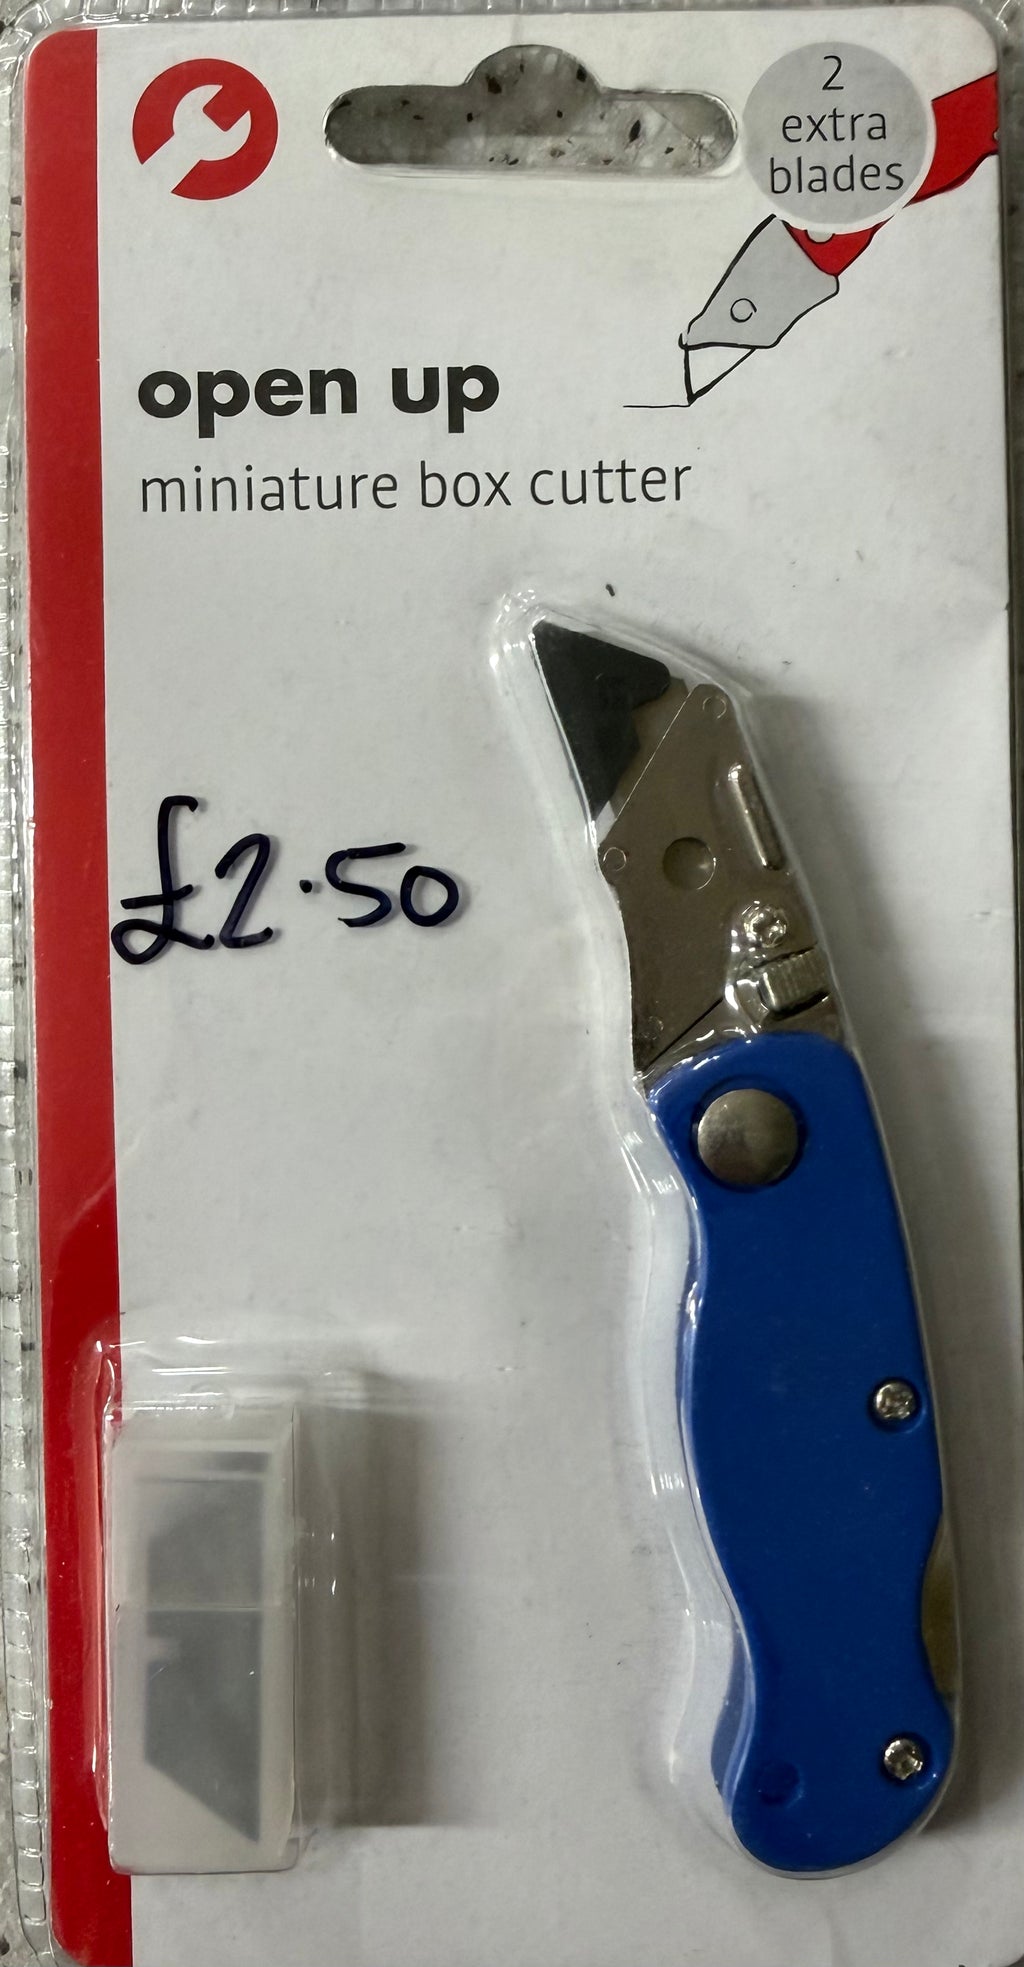 2
extra
blades
open up
miniature box cutter
£2.50